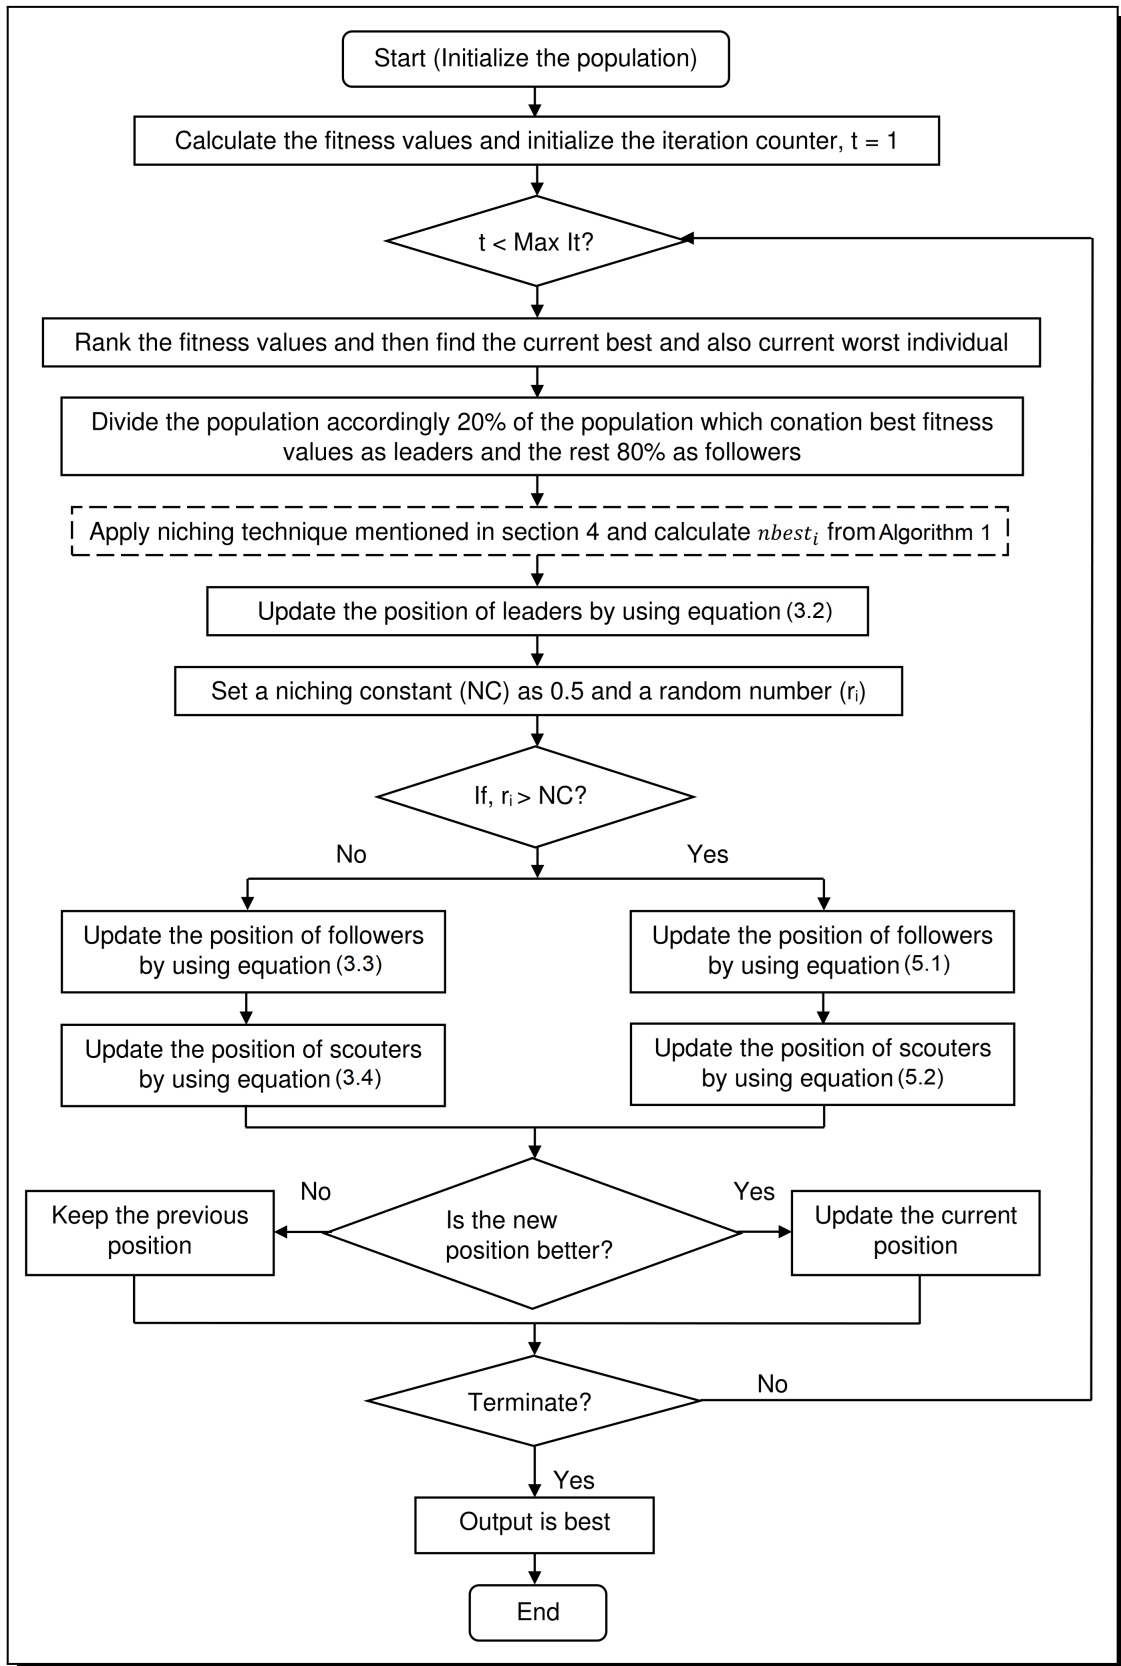 Start (Initialize the population)
Calculate the fitness values and initialize the iteration counter, t = 1
t < Max It?
Rank the fitness values and then find the current best and also current worst individual
Divide the population accordingly 20% of the population which conation best fitness
values as leaders and the rest 80% as followers
Apply niching technique mentioned in section 4 and calculate nbestᵢ from Algorithm 1
Update the position of leaders by using equation (3.2)
Set a niching constant (NC) as 0.5 and a random number (rᵢ)
If, rᵢ > NC?
No
Yes
Update the position of followers
by using equation (3.3)
Update the position of followers
by using equation (5.1)
Update the position of scouters
by using equation (3.4)
Update the position of scouters
by using equation (5.2)
No
Yes
Keep the previous
position
Is the new
position better?
Update the current
position
Terminate?
No
Yes
Output is best
End